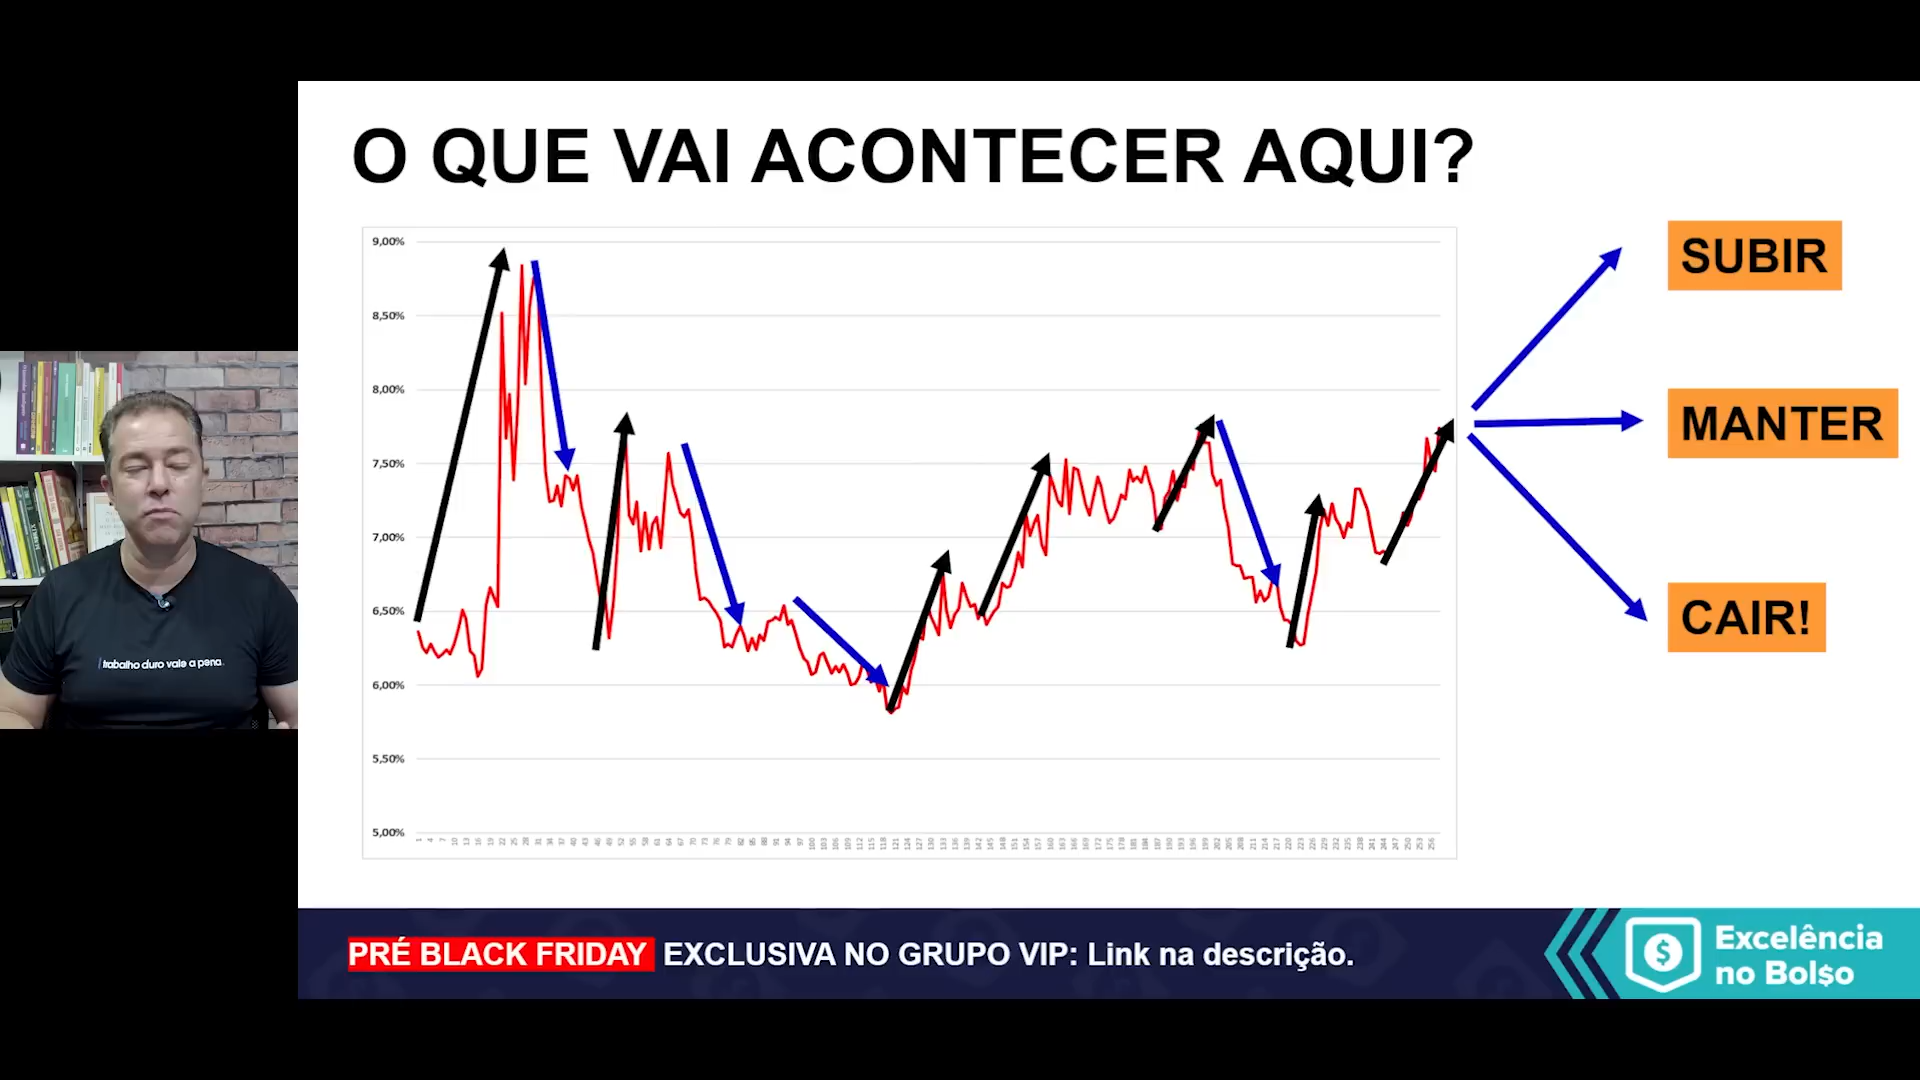 O QUE VAI ACONTECER AQUI?
9,00%
8,50%
8,00%
7,50%
7,00%
6,50%
6,00%
5,50%
5,00%
SUBIR
MANTER
CAIR!
trabalho duro vale a pena
PRÉ BLACK FRIDAY EXCLUSIVA NO GRUPO VIP: Link na descrição.
Excelência
no Bol$o